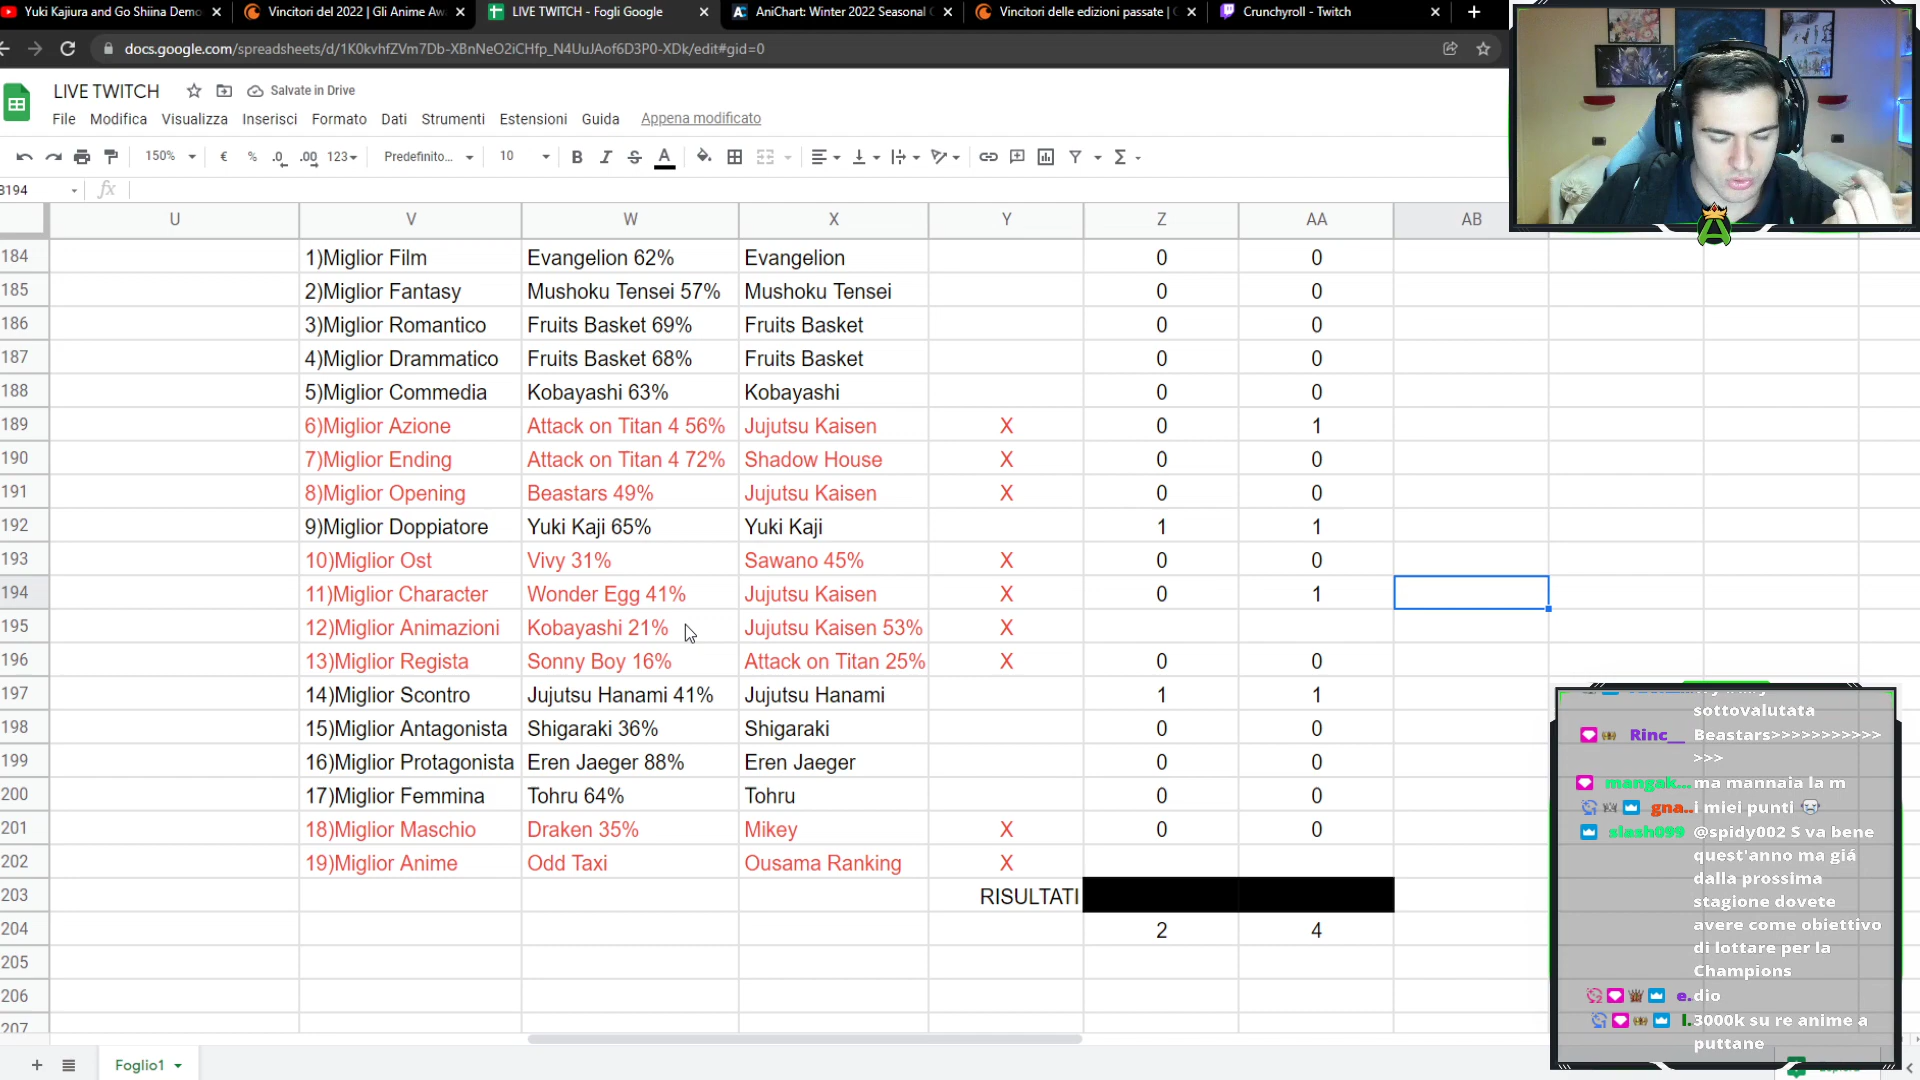 Yuki Kajiura and Go Shiina Demo
Vincitori del 2022 | Gli Anime Aw
LIVE TWITCH - Fogli Google
AniChart: Winter 2022 Seasonal
Vincitori delle edizioni passate |
Crunchyroll - Twitch
docs.google.com/spreadsheets/d/1K0kvhfZVm7Db-XBnNeO2iCHfp_N4UuJAof6D3P0-XDk/edit#gid=0
LIVE TWITCH
Salvate in Drive
File Modifica Visualizza Inserisci Formato Dati Strumenti Estensioni Guida Appena modificato
150% € % .0 .00 123 Predefinito... 10 B I S A
B194 fx
U V W X Y Z AA AB
184 1)Miglior Film Evangelion 62% Evangelion 0 0
185 2)Miglior Fantasy Mushoku Tensei 57% Mushoku Tensei 0 0
186 3)Miglior Romantico Fruits Basket 69% Fruits Basket 0 0
187 4)Miglior Drammatico Fruits Basket 68% Fruits Basket 0 0
188 5)Miglior Commedia Kobayashi 63% Kobayashi 0 0
189 6)Miglior Azione Attack on Titan 4 56% Jujutsu Kaisen X 0 1
190 7)Miglior Ending Attack on Titan 4 72% Shadow House X 0 0
191 8)Miglior Opening Beastars 49% Jujutsu Kaisen X 0 0
192 9)Miglior Doppiatore Yuki Kaji 65% Yuki Kaji 1 1
193 10)Miglior Ost Vivy 31% Sawano 45% X 0 0
194 11)Miglior Character Wonder Egg 41% Jujutsu Kaisen X 0 1
195 12)Miglior Animazioni Kobayashi 21% Jujutsu Kaisen 53% X
196 13)Miglior Regista Sonny Boy 16% Attack on Titan 25% X 0 0
197 14)Miglior Scontro Jujutsu Hanami 41% Jujutsu Hanami 1 1
198 15)Miglior Antagonista Shigaraki 36% Shigaraki 0 0
199 16)Miglior Protagonista Eren Jaeger 88% Eren Jaeger 0 0
200 17)Miglior Femmina Tohru 64% Tohru 0 0
201 18)Miglior Maschio Draken 35% Mikey X 0 0
202 19)Miglior Anime Odd Taxi Ousama Ranking X
203 RISULTATI
204 2 4
205
206
207
Foglio1
sottovalutata
Rinc__ Beastars>>>>>>>>>>>
>>>
mangak... ma mannaia la m
gna.. i miei punti
slash099 @spidy002 S va bene
quest'anno ma giá
dalla prossima
stagione dovete
avere come obiettivo
di lottare per la
Champions
e. dio
l. 3000k su re anime a
puttane